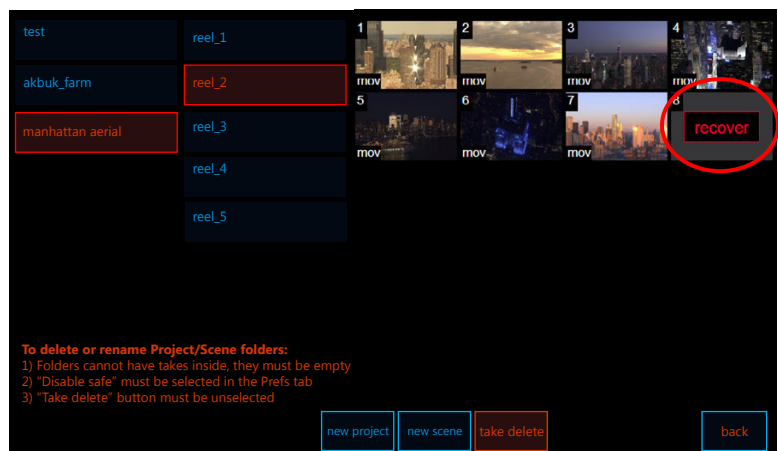 test
akbuk_farm
manhattan aerial
reel_1
reel_2
reel_3
reel_4
reel_5
1
mov
2
mov
3
mov
4
mov
5
mov
6
mov
7
mov
8
recover
To delete or rename Project/Scene folders:
1) Folders cannot have takes inside, they must be empty
2) "Disable safe" must be selected in the Prefs tab
3) "Take delete" button must be unselected
new project
new scene
take delete
back